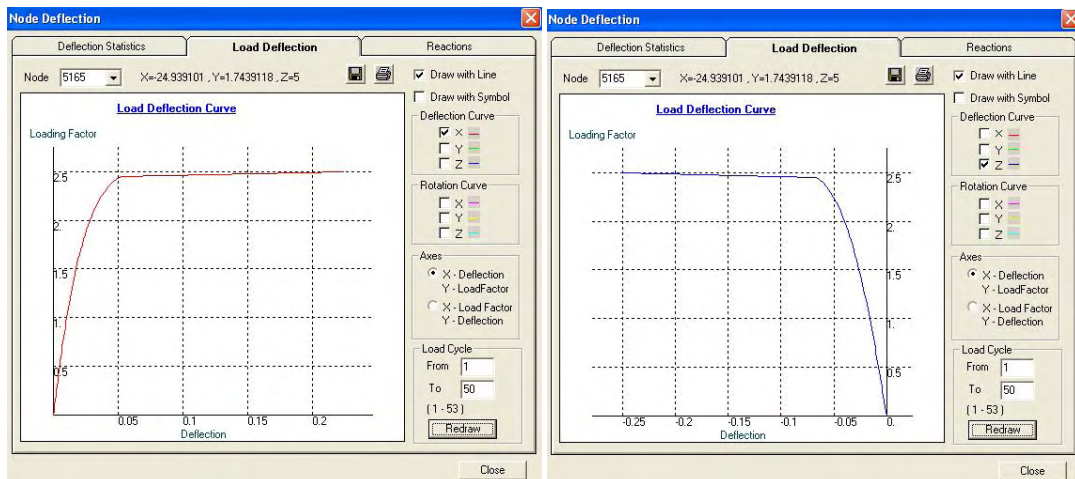 Node Deflection
Deflection Statistics
Load Deflection
Reactions
Node 5165 X=-24.939101 , Y=1.7439118 , Z=5
Draw with Line
Draw with Symbol
Load Deflection Curve
Loading Factor
2.5
2.
1.5
1.
0.5
0.05
0.1
0.15
0.2
Deflection
Deflection Curve
X
Y
Z
Rotation Curve
X
Y
Z
Axes
X - Deflection
Y - LoadFactor
X - Load Factor
Y - Deflection
Load Cycle
From 1
To 50
( 1 - 53 )
Redraw
Close
Node Deflection
Deflection Statistics
Load Deflection
Reactions
Node 5165 X=-24.939101 , Y=1.7439118 , Z=5
Draw with Line
Draw with Symbol
Load Deflection Curve
Loading Factor
2.5
2.
1.5
1.
0.5
-0.25
-0.2
-0.15
-0.1
-0.05
0.
Deflection
Deflection Curve
X
Y
Z
Rotation Curve
X
Y
Z
Axes
X - Deflection
Y - LoadFactor
X - Load Factor
Y - Deflection
Load Cycle
From 1
To 50
( 1 - 53 )
Redraw
Close